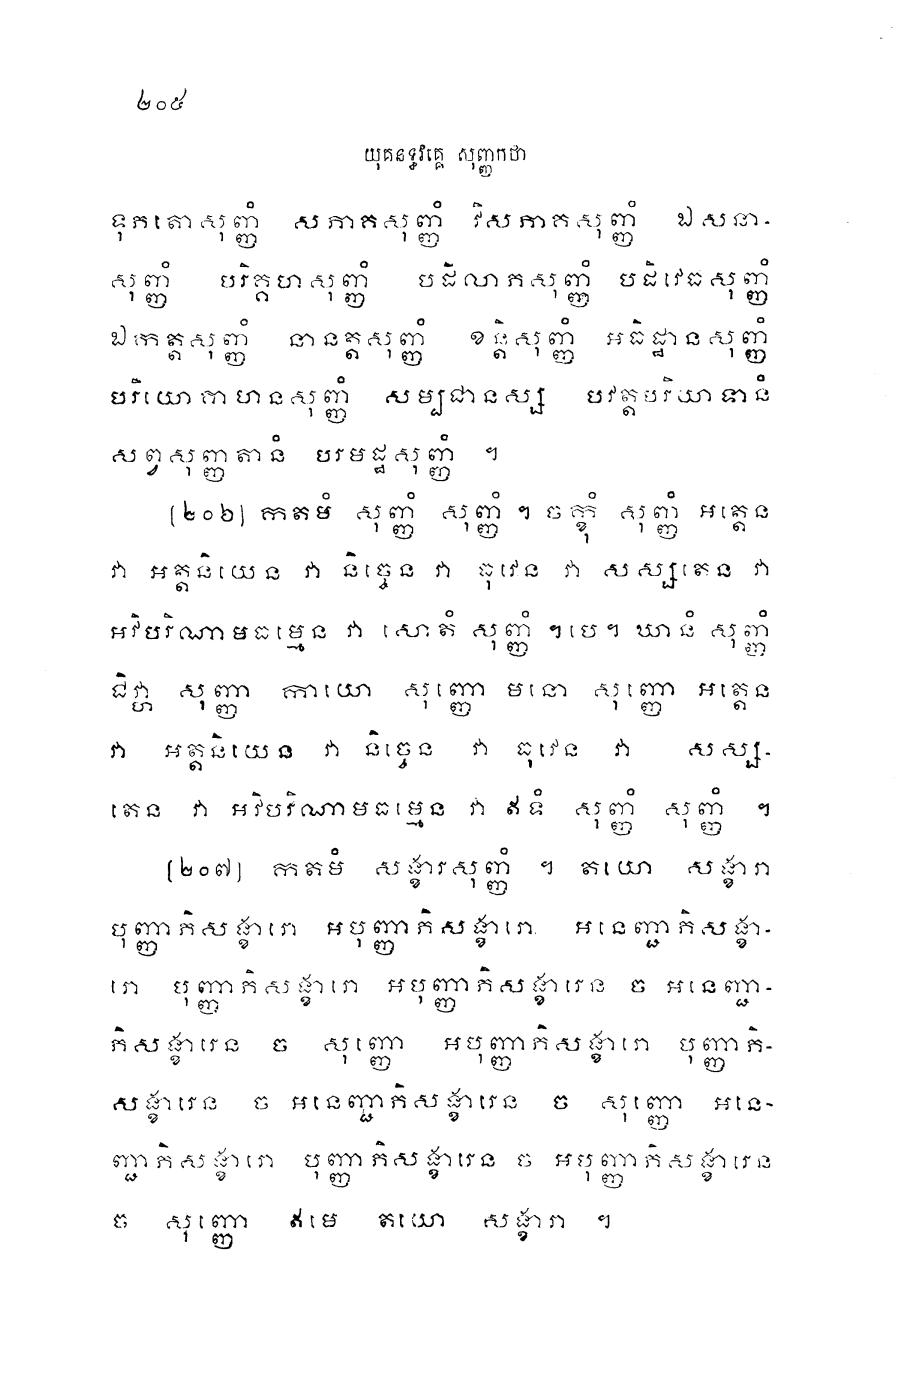 ២០៥
យុគនទ្ធវគ្គេ សុញ្ញកថា
ទុកតោសុញ្ញំ សភាគសុញ្ញំ វិសភាគសុញ្ញំ ឯសនា-
សុញ្ញំ បរិគ្គហសុញ្ញំ បដិលាភសុញ្ញំ បដិវេធសុញ្ញំ
ឯកត្តសុញ្ញំ នានត្តសុញ្ញំ ខន្តិសុញ្ញំ អធិដ្ឋានសុញ្ញំ
បរិយោគាហនសុញ្ញំ សម្បជានស្ស បវត្តបរិយាទានំ
សព្វសុញ្ញតានំ បរមដ្ឋសុញ្ញំ ។
(២០៦) កតមំ សុញ្ញំ សុញ្ញំ ។ ចក្ខុំ សុញ្ញំ អត្តេន
វា អត្តនិយេន វា និច្ចេន វា ធុវេន វា សស្សតេន វា
អវិបរិណាមធម្មេន វា សោតំ សុញ្ញំ ។បេ។ ឃានំ សុញ្ញំ
ជិវ្ហា សុញ្ញា កាយោ សុញ្ញោ មនោ សុញ្ញោ អត្តេន
វា អត្តនិយេន វា និច្ចេន វា ធុវេន វា សស្ស-
តេន វា អវិបរិណាមធម្មេន វា ឥទំ សុញ្ញំ សុញ្ញំ ។
(២០៧) កតមំ សង្ខារសុញ្ញំ ។ តយោ សង្ខារា
បុញ្ញាភិសង្ខារោ អបុញ្ញាភិសង្ខារោ អនេញ្ជាភិសង្ខា-
រោ បុញ្ញាភិសង្ខារោ អបុញ្ញាភិសង្ខារេន ច អនេញ្ជា-
ភិសង្ខារេន ច សុញ្ញោ អបុញ្ញាភិសង្ខារោ បុញ្ញាភិ-
សង្ខារេន ច អនេញ្ជាភិសង្ខារេន ច សុញ្ញោ អនេ-
ញ្ជាភិសង្ខារោ បុញ្ញាភិសង្ខារេន ច អបុញ្ញាភិសង្ខារេន
ច សុញ្ញោ ឥមេ តយោ សង្ខារា ។